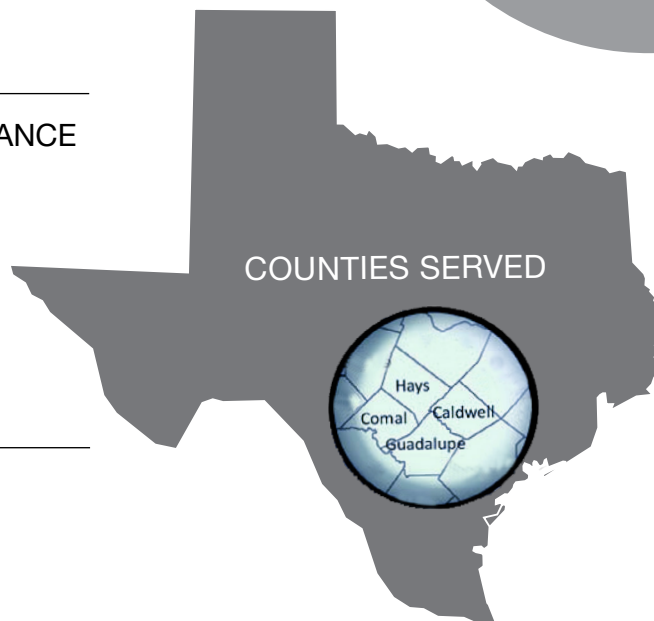 ANCE
COUNTIES SERVED
Hays
Comal Caldwell
Guadalupe